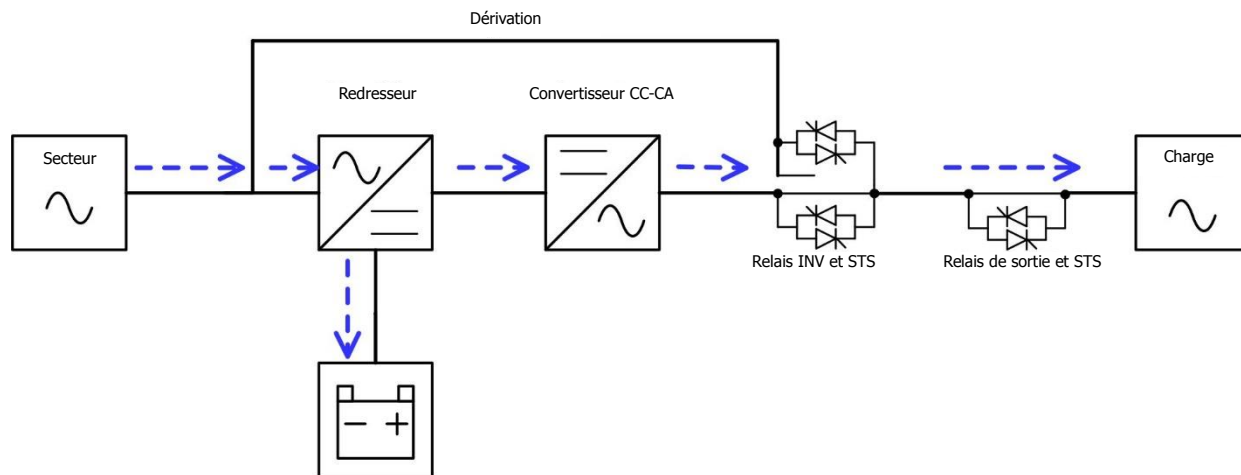 Dérivation
Redresseur
Convertisseur CC-CA
Secteur
Charge
Relais INV et STS
Relais de sortie et STS